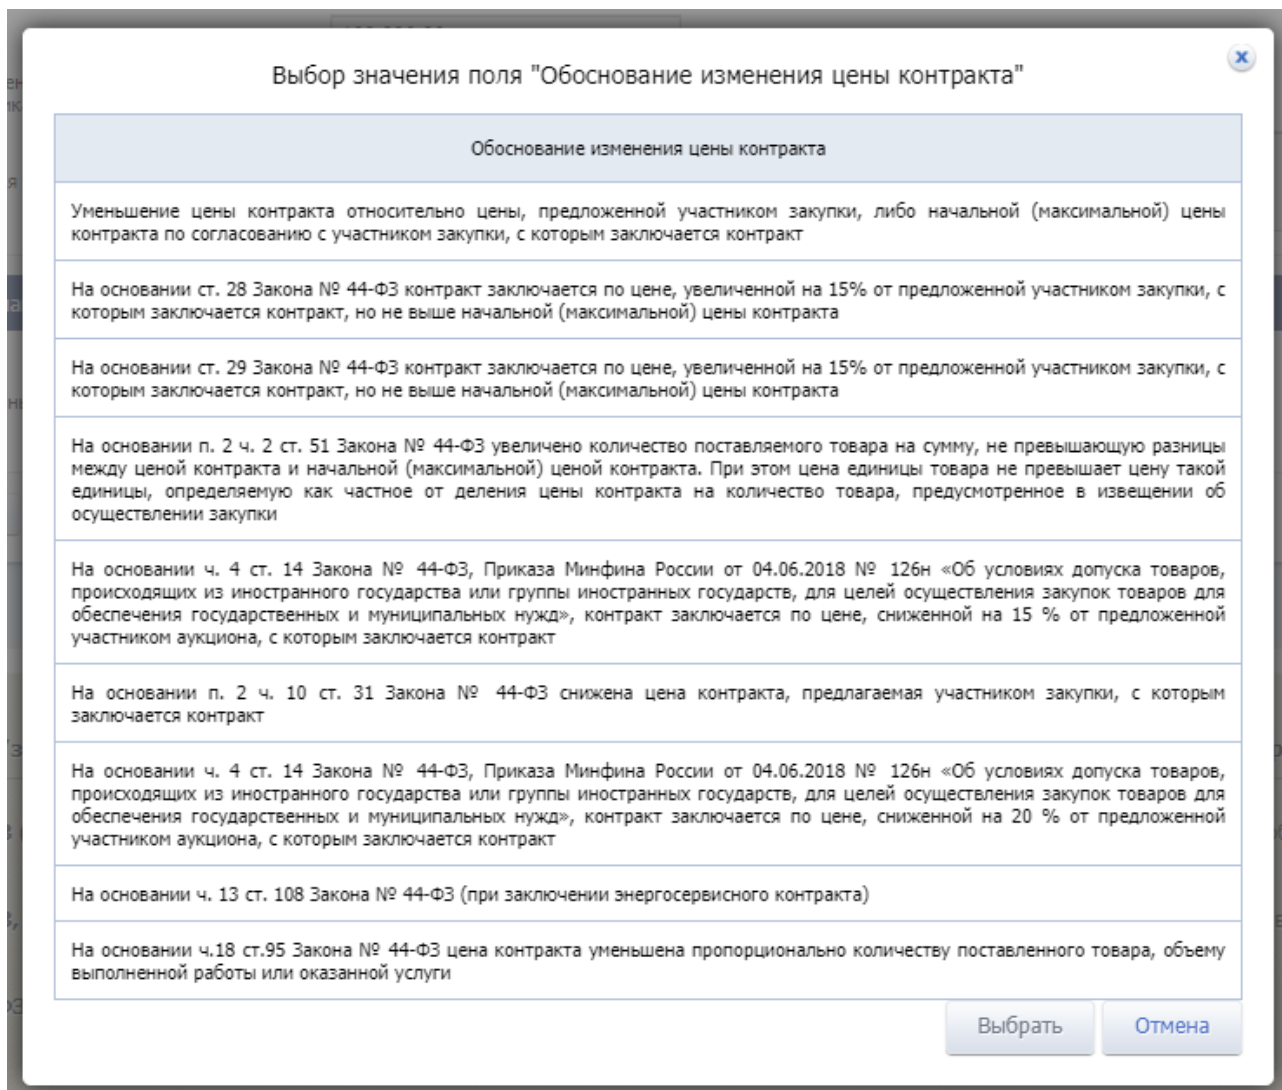 Выбор значения поля "Обоснование изменения цены контракта"
Обоснование изменения цены контракта
Уменьшение цены контракта относительно цены, предложенной участником закупки, либо начальной (максимальной) цены
контракта по согласованию с участником закупки, с которым заключается контракт
На основании ст. 28 Закона № 44-ФЗ контракт заключается по цене, увеличенной на 15% от предложенной участником закупки, с
которым заключается контракт, но не выше начальной (максимальной) цены контракта
На основании ст. 29 Закона № 44-ФЗ контракт заключается по цене, увеличенной на 15% от предложенной участником закупки, с
которым заключается контракт, но не выше начальной (максимальной) цены контракта
На основании п. 2 ч. 2 ст. 51 Закона № 44-ФЗ увеличено количество поставляемого товара на сумму, не превышающую разницы
между ценой контракта и начальной (максимальной) ценой контракта. При этом цена единицы товара не превышает цену такой
единицы, определяемую как частное от деления цены контракта на количество товара, предусмотренное в извещении об
осуществлении закупки
На основании ч. 4 ст. 14 Закона № 44-ФЗ, Приказа Минфина России от 04.06.2018 № 126н «Об условиях допуска товаров,
происходящих из иностранного государства или группы иностранных государств, для целей осуществления закупок товаров для
обеспечения государственных и муниципальных нужд», контракт заключается по цене, сниженной на 15 % от предложенной
участником аукциона, с которым заключается контракт
На основании п. 2 ч. 10 ст. 31 Закона № 44-ФЗ снижена цена контракта, предлагаемая участником закупки, с которым
заключается контракт
На основании ч. 4 ст. 14 Закона № 44-ФЗ, Приказа Минфина России от 04.06.2018 № 126н «Об условиях допуска товаров,
происходящих из иностранного государства или группы иностранных государств, для целей осуществления закупок товаров для
обеспечения государственных и муниципальных нужд», контракт заключается по цене, сниженной на 20 % от предложенной
участником аукциона, с которым заключается контракт
На основании ч. 13 ст. 108 Закона № 44-ФЗ (при заключении энергосервисного контракта)
На основании ч.18 ст.95 Закона № 44-ФЗ цена контракта уменьшена пропорционально количеству поставленного товара, объему
выполненной работы или оказанной услуги
Выбрать
Отмена